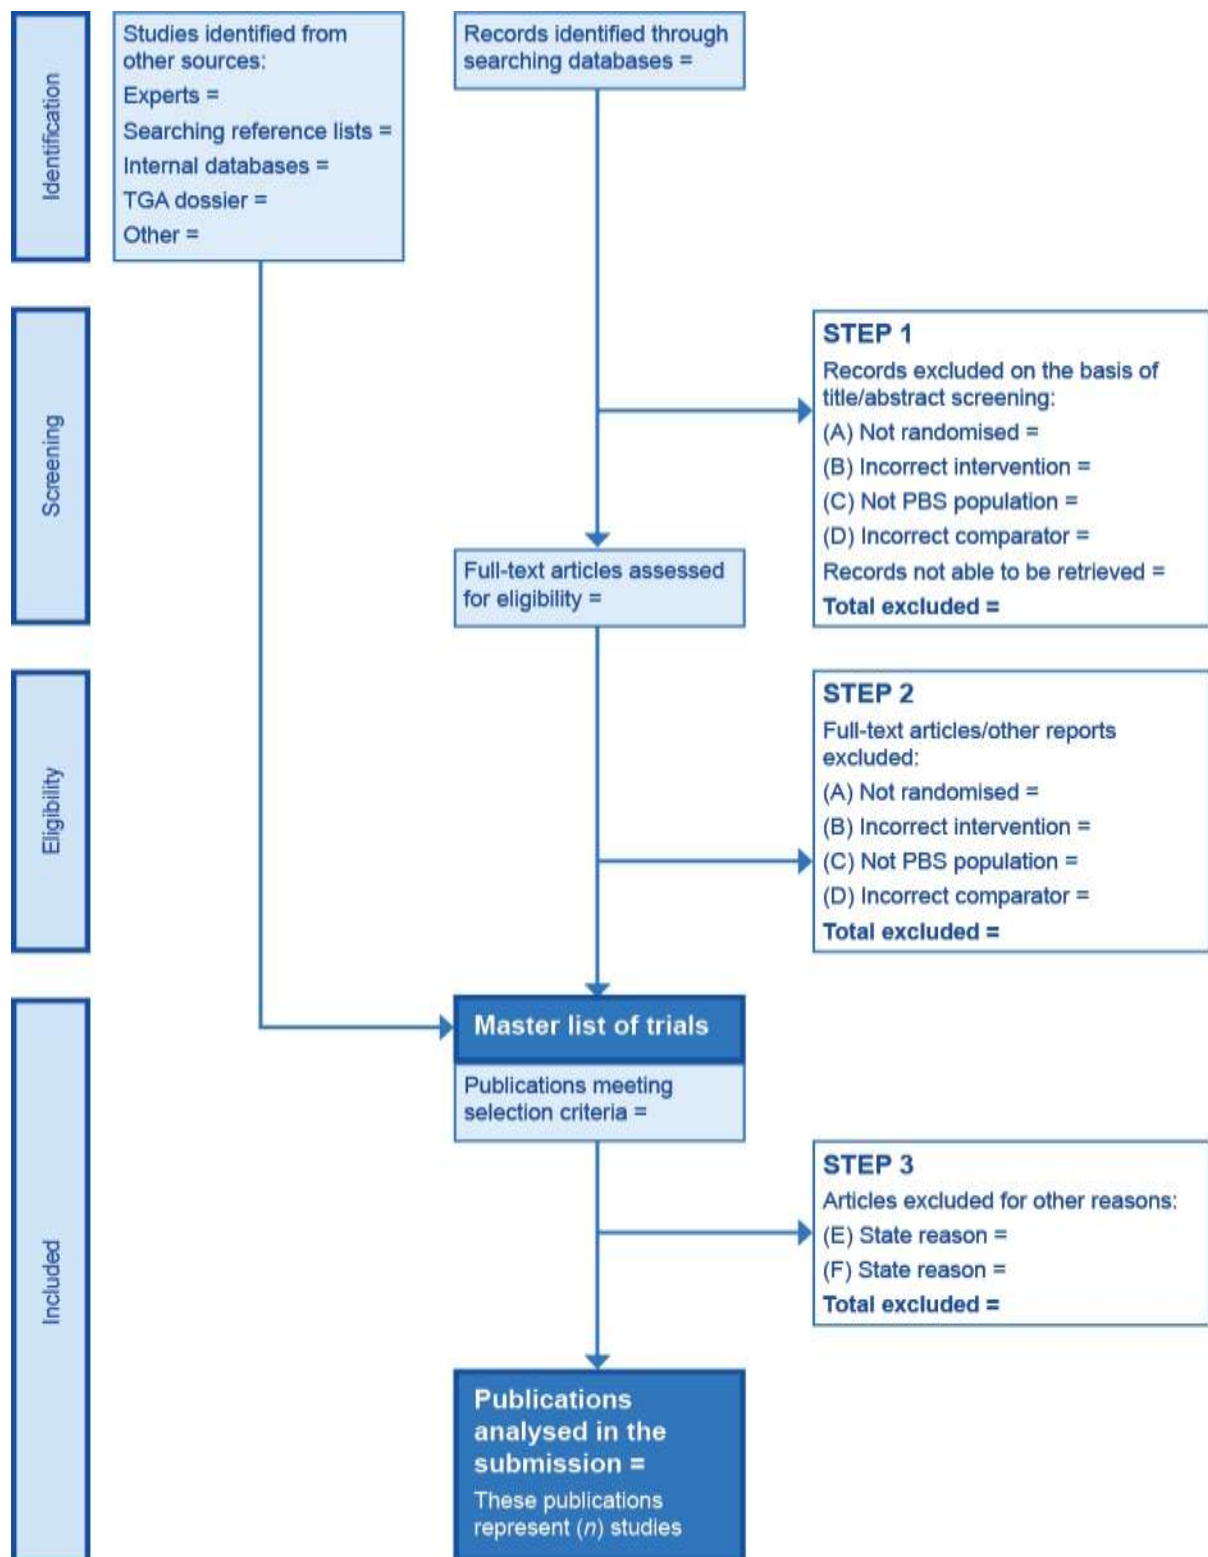 Identification
Studies identified from
other sources:
Experts =
Searching reference lists =
Internal databases =
TGA dossier =
Other =
Records identified through
searching databases =
Screening
STEP 1
Records excluded on the basis of
title/abstract screening:
(A) Not randomised =
(B) Incorrect intervention =
(C) Not PBS population =
(D) Incorrect comparator =
Records not able to be retrieved =
Total excluded =
Full-text articles assessed
for eligibility =
Eligibility
STEP 2
Full-text articles/other reports
excluded:
(A) Not randomised =
(B) Incorrect intervention =
(C) Not PBS population =
(D) Incorrect comparator =
Total excluded =
Included
Master list of trials
Publications meeting
selection criteria =
STEP 3
Articles excluded for other reasons:
(E) State reason =
(F) State reason =
Total excluded =
Publications
analysed in the
submission =
These publications
represent (n) studies